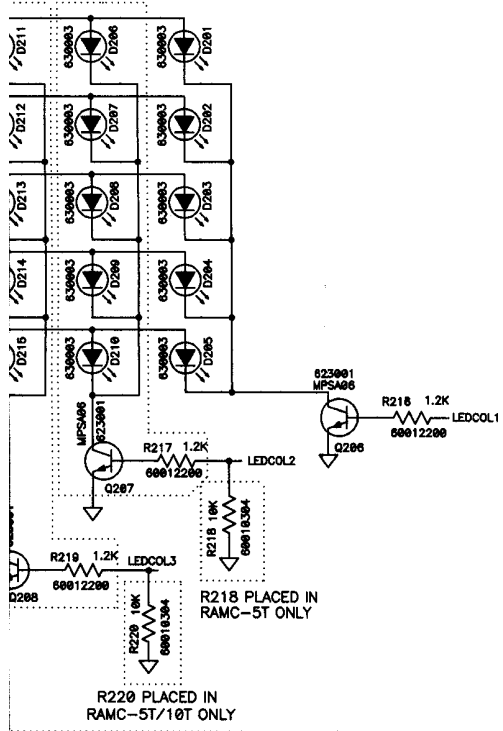 D211
630003
D206
630003
D201
D212
630003
D207
630003
D202
D213
630003
D208
630003
D203
D214
630003
D209
630003
D204
D215
630003
D210
630003
D205
MPSA06
623001
Q207
R217 1.2K
60012200
LEDCOL2
623001
MPSA06
Q206
R216 1.2K
60012200
LEDCOL1
R218 10K
60010304
R218 PLACED IN
RAMC-5T ONLY
Q208
R219 1.2K
60012200
LEDCOL3
R220 10K
60010304
R220 PLACED IN
RAMC-5T/10T ONLY